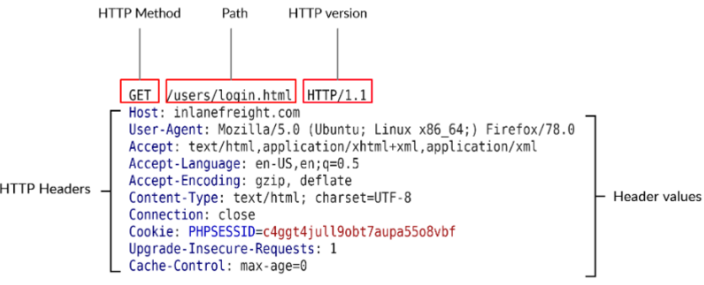 HTTP Method Path HTTP version
GET /users/login.html HTTP/1.1
Host: inlanefreight.com
User-Agent: Mozilla/5.0 (Ubuntu; Linux x86_64;) Firefox/78.0
Accept: text/html,application/xhtml+xml,application/xml
Accept-Language: en-US,en;q=0.5
Accept-Encoding: gzip, deflate
HTTP Headers
Header values
Content-Type: text/html; charset=UTF-8
Connection: close
Cookie: PHPSESSID=c4ggt4jull9obt7aupa55o8vbf
Upgrade-Insecure-Requests: 1
Cache-Control: max-age=0